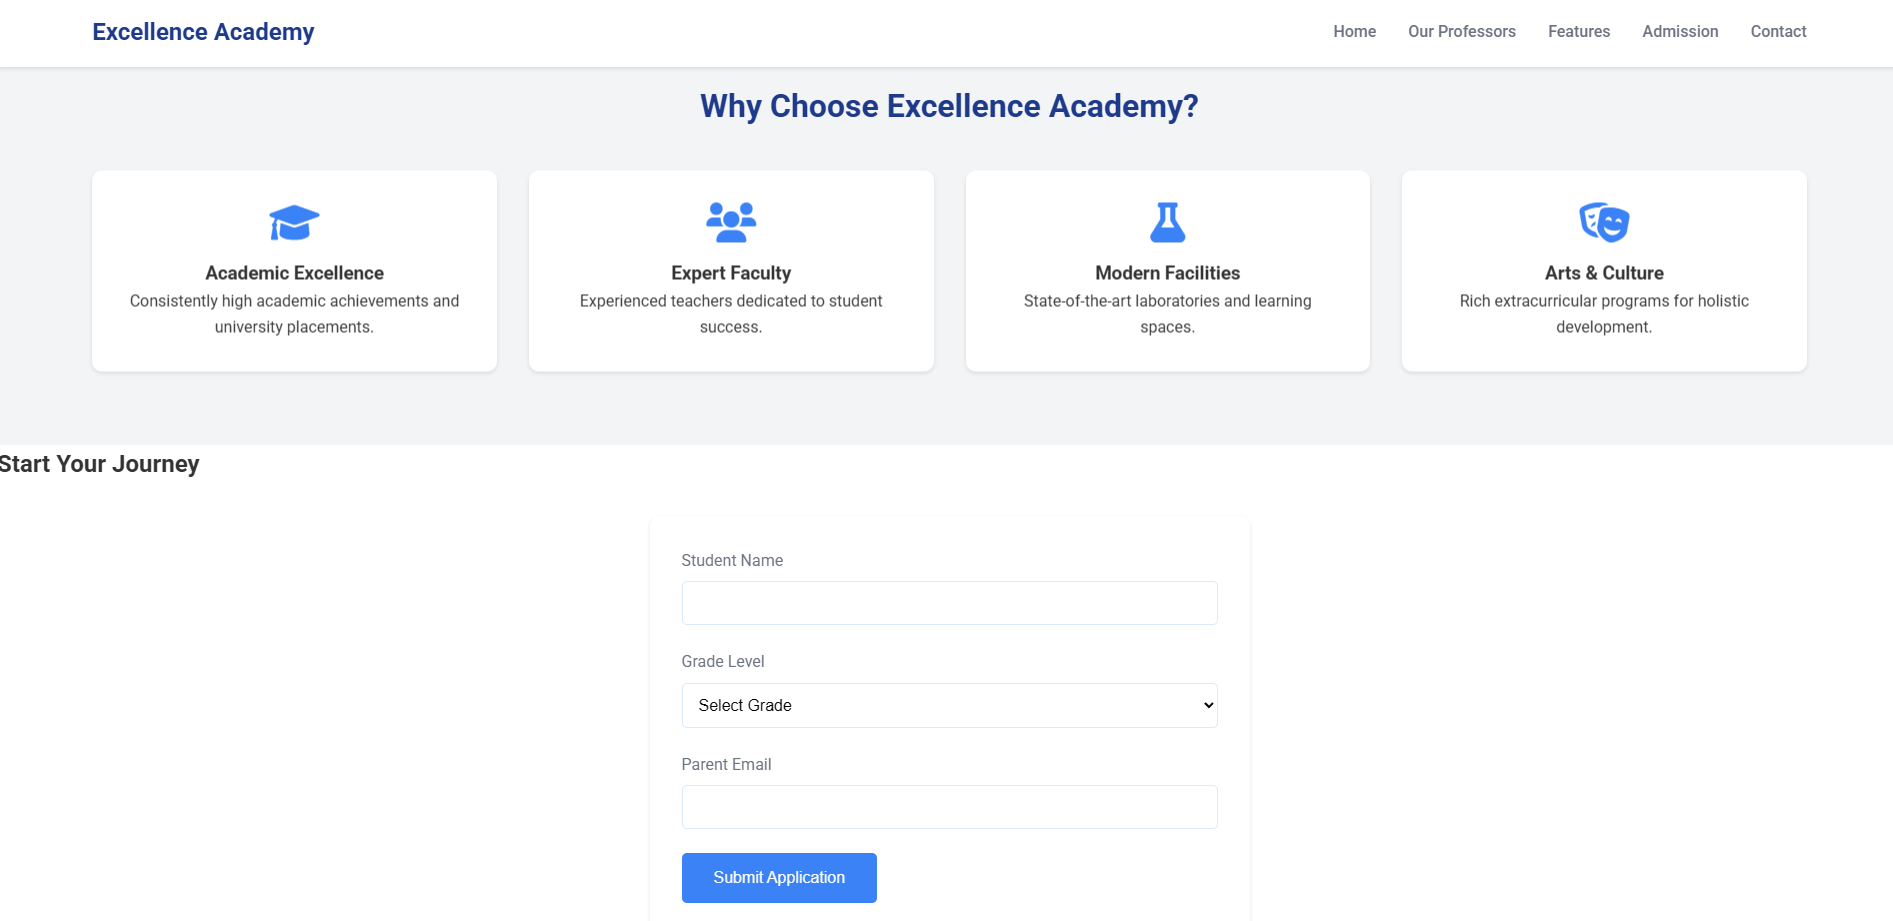 Excellence Academy
Home
Our Professors
Features
Admission
Contact
Why Choose Excellence Academy?
Academic Excellence
Consistently high academic achievements and
university placements.
Expert Faculty
Experienced teachers dedicated to student
success.
Modern Facilities
State-of-the-art laboratories and learning
spaces.
Arts & Culture
Rich extracurricular programs for holistic
development.
Start Your Journey
Student Name
Grade Level
Select Grade
Parent Email
Submit Application